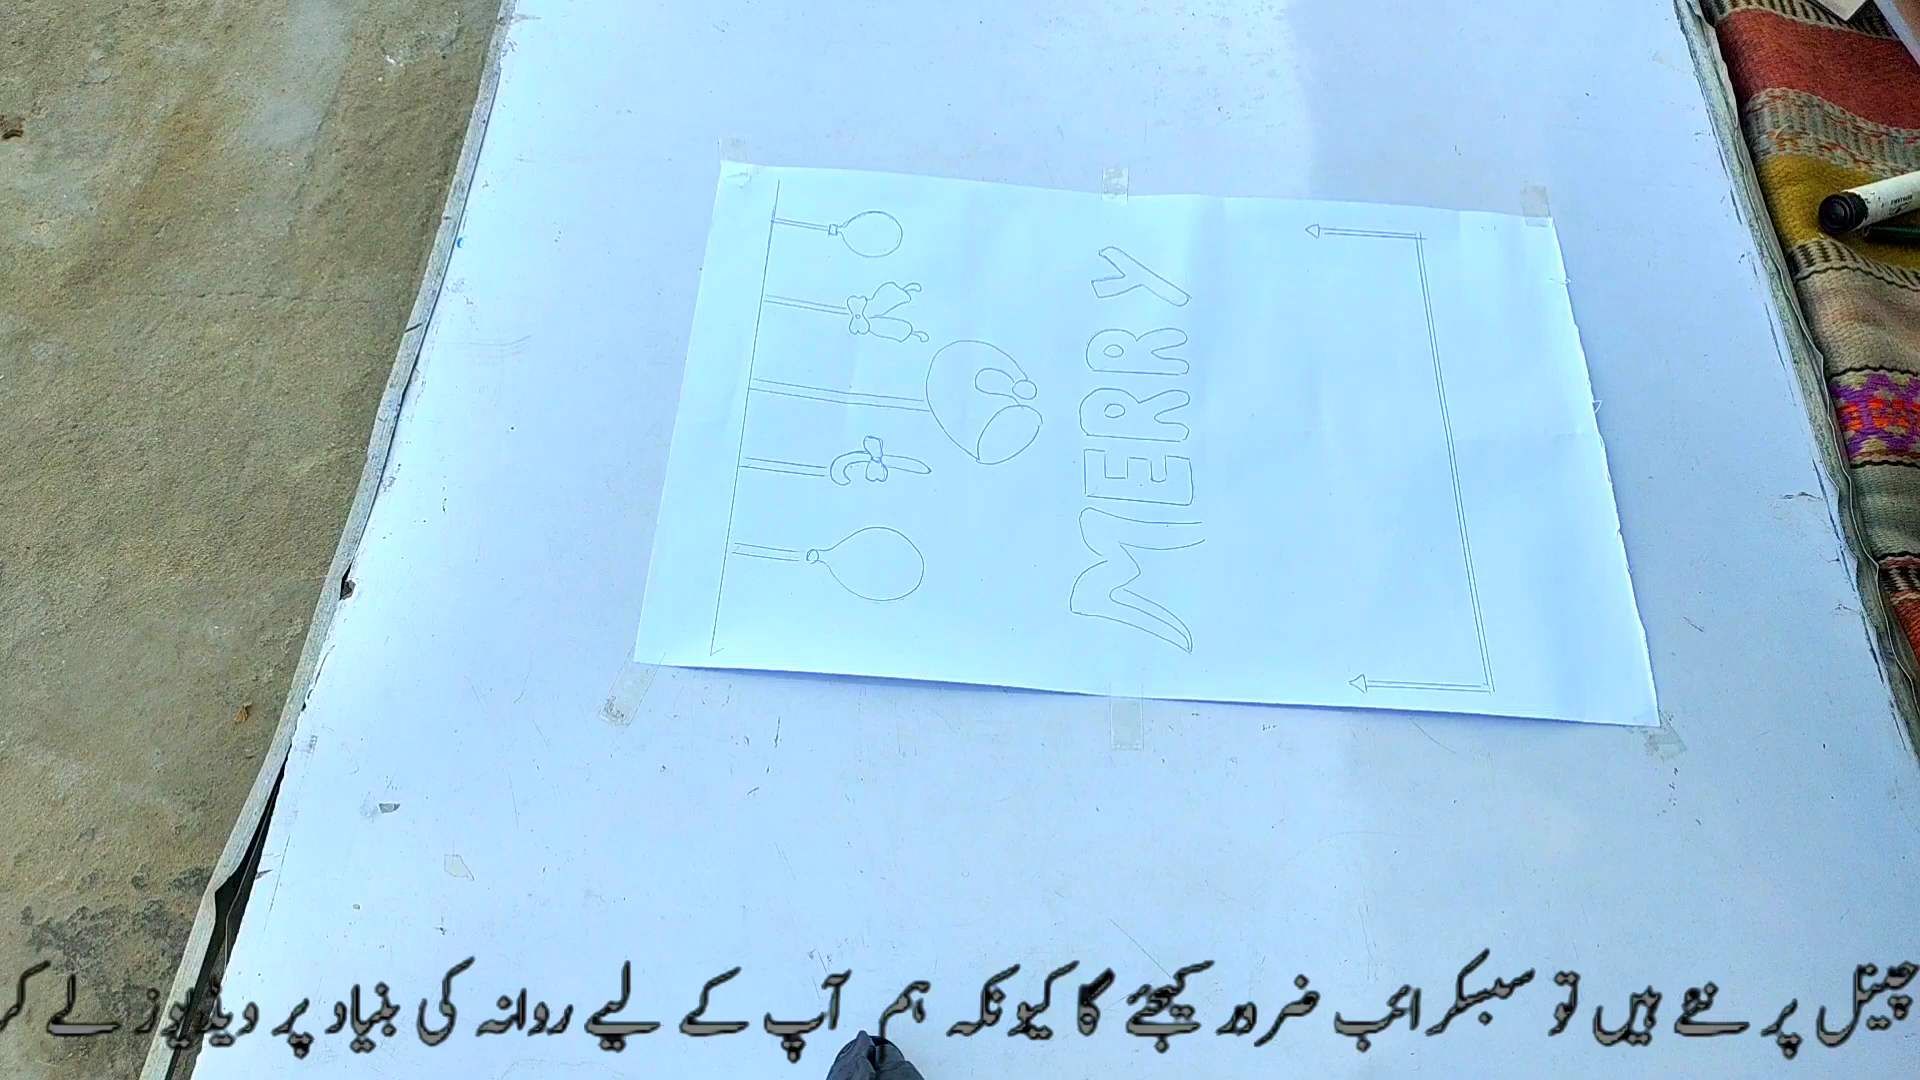 MERRY
چینل پر نئے ہیں تو سبسکرائب ضرور کیجئے گا کیونکہ ہم آپ کے لیے روانہ کی بنیاد پر ویڈیوز لے کر